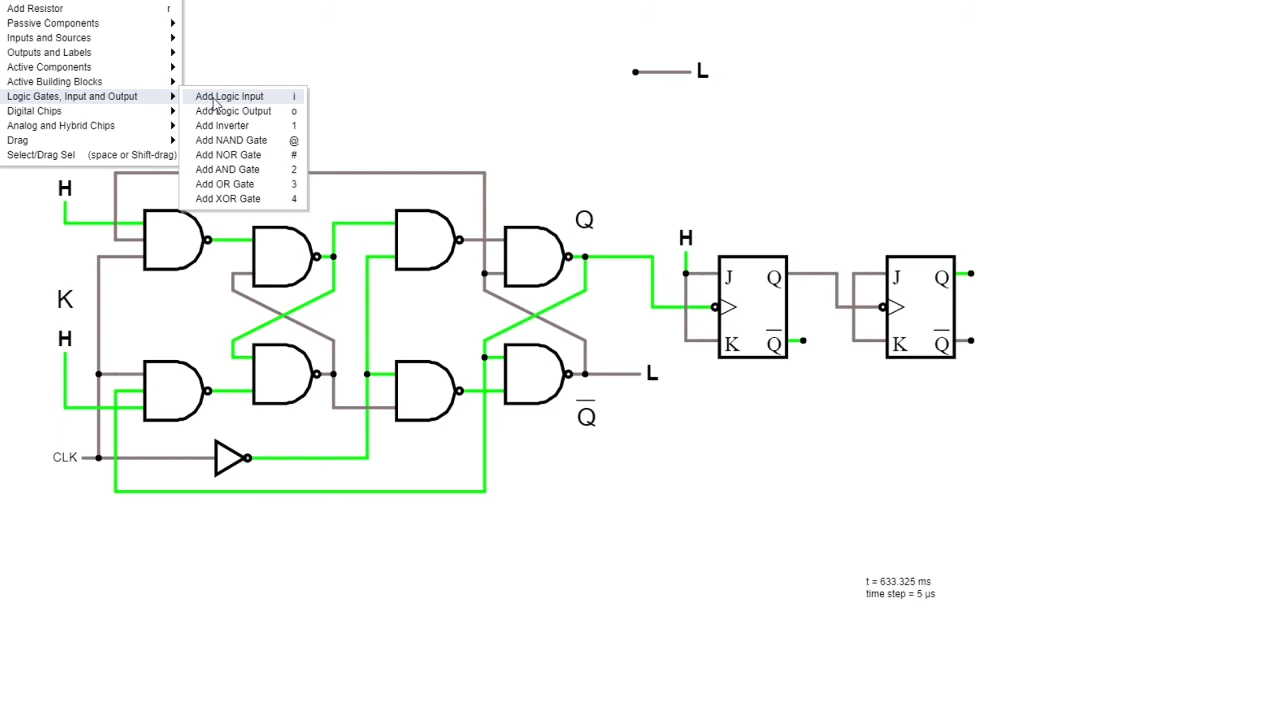 Add Resistor r
Passive Components
Inputs and Sources
Outputs and Labels
Active Components
Active Building Blocks
Logic Gates, Input and Output
Digital Chips
Analog and Hybrid Chips
Drag
Select/Drag Sel (space or Shift-drag)
Add Logic Input i
Add Logic Output o
Add Inverter 1
Add NAND Gate @
Add NOR Gate #
Add AND Gate 2
Add OR Gate 3
Add XOR Gate 4
L
H
Q
H
J Q
K Q̅
J Q
K Q̅
K
H
L
Q̅
CLK
t = 633.325 ms
time step = 5 μs